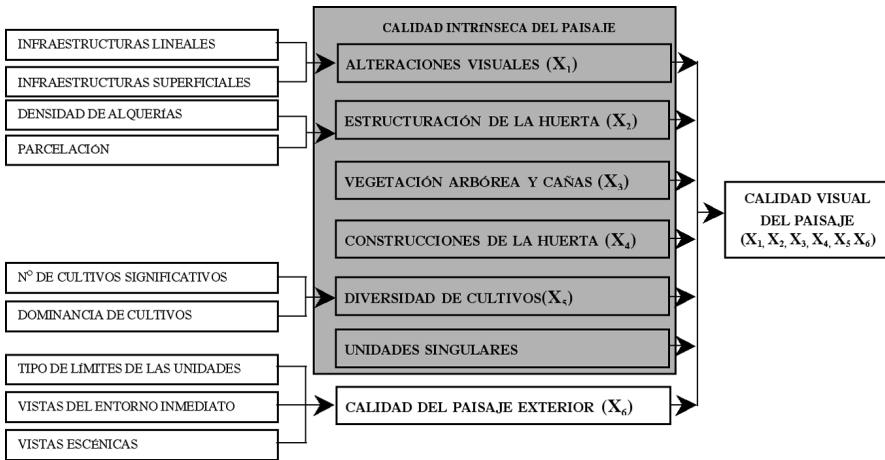 INFRAESTRUCTURAS LINEALES
INFRAESTRUCTURAS SUPERFICIALES
DENSIDAD DE ALQUERÍAS
PARCELACIÓN
Nº DE CULTIVOS SIGNIFICATIVOS
DOMINANCIA DE CULTIVOS
TIPO DE LÍMITES DE LAS UNIDADES
VISTAS DEL ENTORNO INMEDIATO
VISTAS ESCÉNICAS
CALIDAD INTRÍNSECA DEL PAISAJE
ALTERACIONES VISUALES (X₁)
ESTRUCTURACIÓN DE LA HUERTA (X₂)
VEGETACIÓN ARBÓREA Y CAÑAS (X₃)
CONSTRUCCIONES DE LA HUERTA (X₄)
DIVERSIDAD DE CULTIVOS(X₅)
UNIDADES SINGULARES
CALIDAD DEL PAISAJE EXTERIOR (X₆)
CALIDAD VISUAL
DEL PAISAJE
(X₁, X₂, X₃, X₄, X₅ X₆)